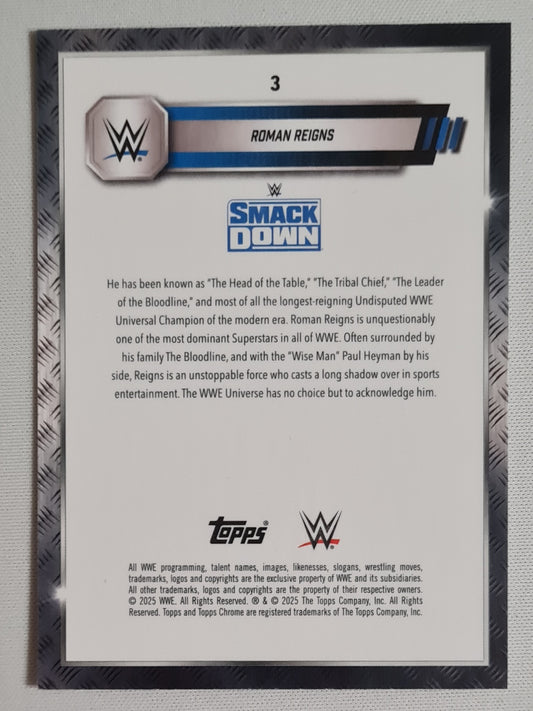 3
W
ROMAN REIGNS
W
SMACK
DOWN
He has been known as "The Head of the Table," "The Tribal Chief," "The Leader
of the Bloodline," and most of all the longest-reigning Undisputed WWE
Universal Champion of the modern era. Roman Reigns is unquestionably
one of the most dominant Superstars in all of WWE. Often surrounded by
his family The Bloodline, and with the "Wise Man" Paul Heyman by his
side, Reigns is an unstoppable force who casts a long shadow over in sports
entertainment. The WWE Universe has no choice but to acknowledge him.
Topps® W
All WWE programming, talent names, images, likenesses, slogans, wrestling moves,
trademarks, logos and copyrights are the exclusive property of WWE and its subsidiaries.
All other trademarks, logos and copyrights are the property of their respective owners.
© 2025 WWE. All Rights Reserved. ® & © 2025 The Topps Company, Inc. All Rights
Reserved. Topps and Topps Chrome are registered trademarks of The Topps Company, Inc.